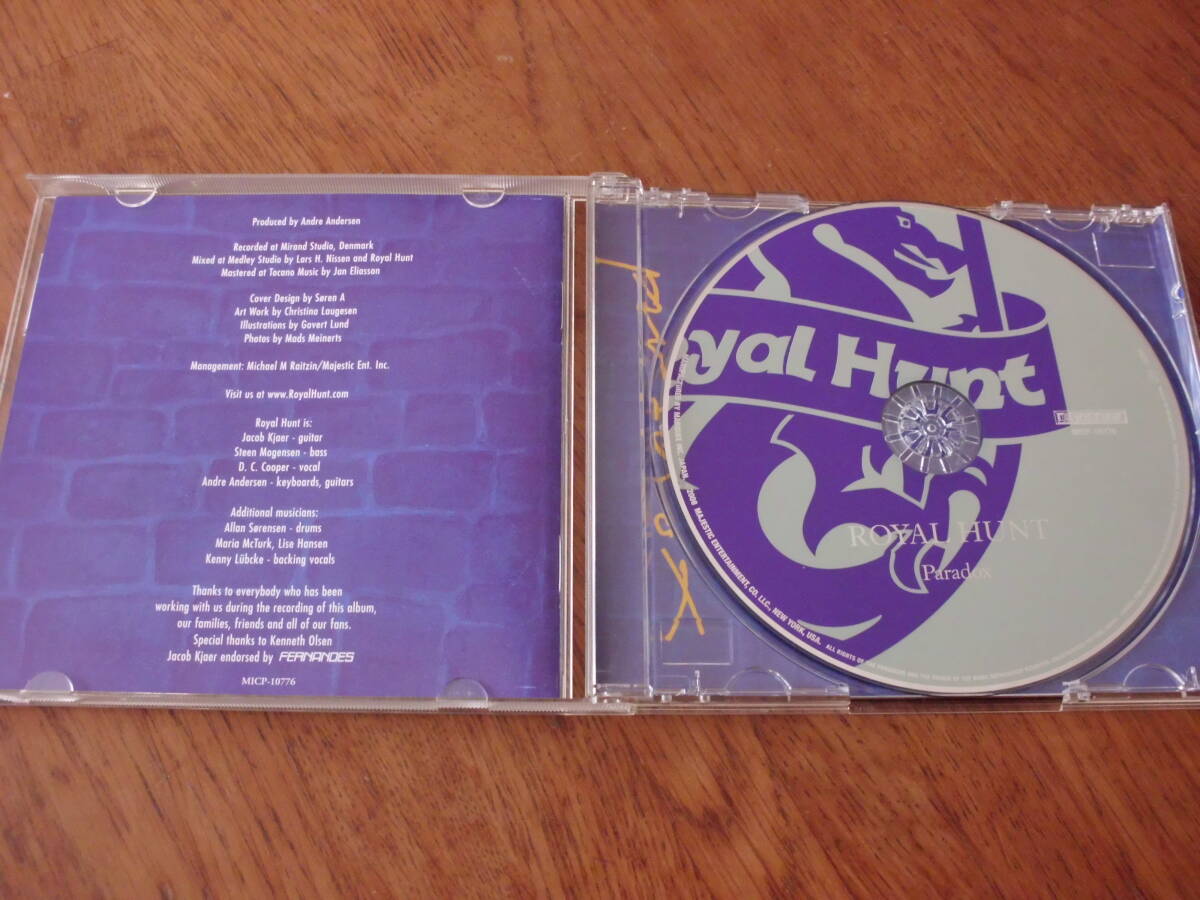 Produced by Andre Andersen
Recorded at Mirand Studio, Denmark
Mixed at Medley Studio by Lars H. Nissen and Royal Hunt
Mastered at Tocano Music by Jan Eliasson
Cover Design by Søren A
Art Work by Christina Laugesen
Illustrations by Govert Lund
Photos by Mads Meinerts
Management: Michael M Raitzin/Majestic Ent. Inc.
Visit us at www.RoyalHunt.com
Royal Hunt is:
Jacob Kjaer - guitar
Steen Mogensen - bass
D. C. Cooper - vocal
Andre Andersen - keyboards, guitars
Additional musicians:
Allan Sørensen - drums
Maria McTurk, Lise Hansen
Kenny Lübcke - backing vocals
Thanks to everybody who has been
working with us during the recording of this album,
our families, friends and all of our fans.
Special thanks to Kenneth Olsen
Jacob Kjaer endorsed by FERNANDES
MICP-10776
yal Hunt
ROYAL HUNT
Paradox
2008 MAJESTIC ENTERTAINMENT, CO. LLC., NEW YORK, USA.